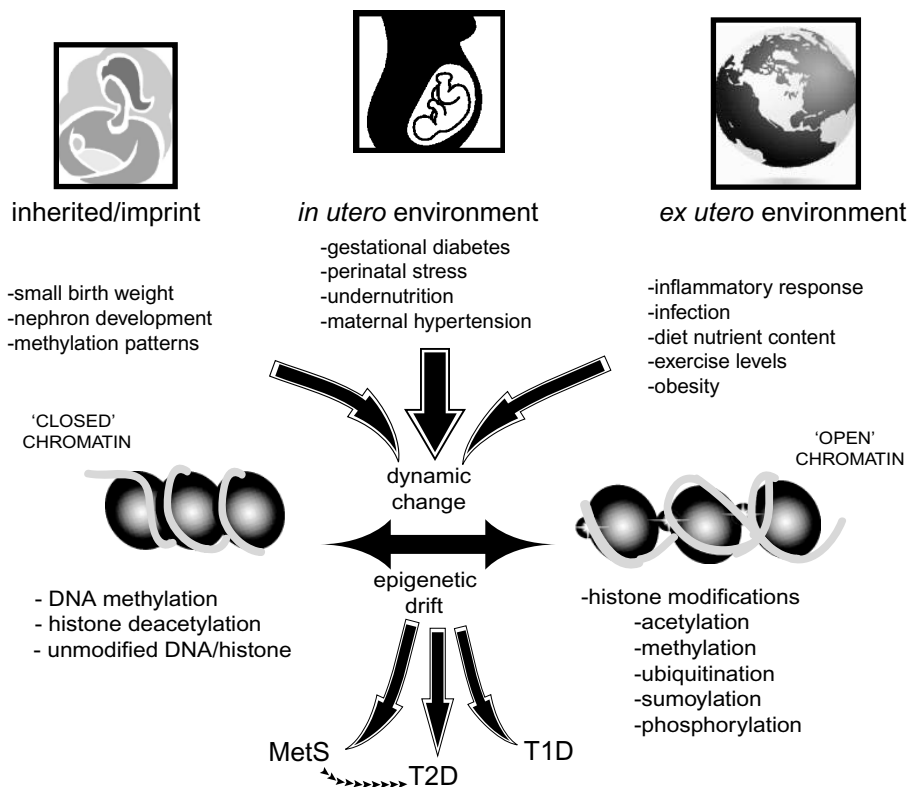 inherited/imprint
-small birth weight
-nephron development
-methylation patterns
in utero environment
-gestational diabetes
-perinatal stress
-undernutrition
-maternal hypertension
ex utero environment
-inflammatory response
-infection
-diet nutrient content
-exercise levels
-obesity
‘CLOSED’
CHROMATIN
dynamic
change
‘OPEN’
CHROMATIN
epigenetic
drift
- DNA methylation
- histone deacetylation
- unmodified DNA/histone
-histone modifications
-acetylation
-methylation
-ubiquitination
-sumoylation
-phosphorylation
MetS
T2D
T1D